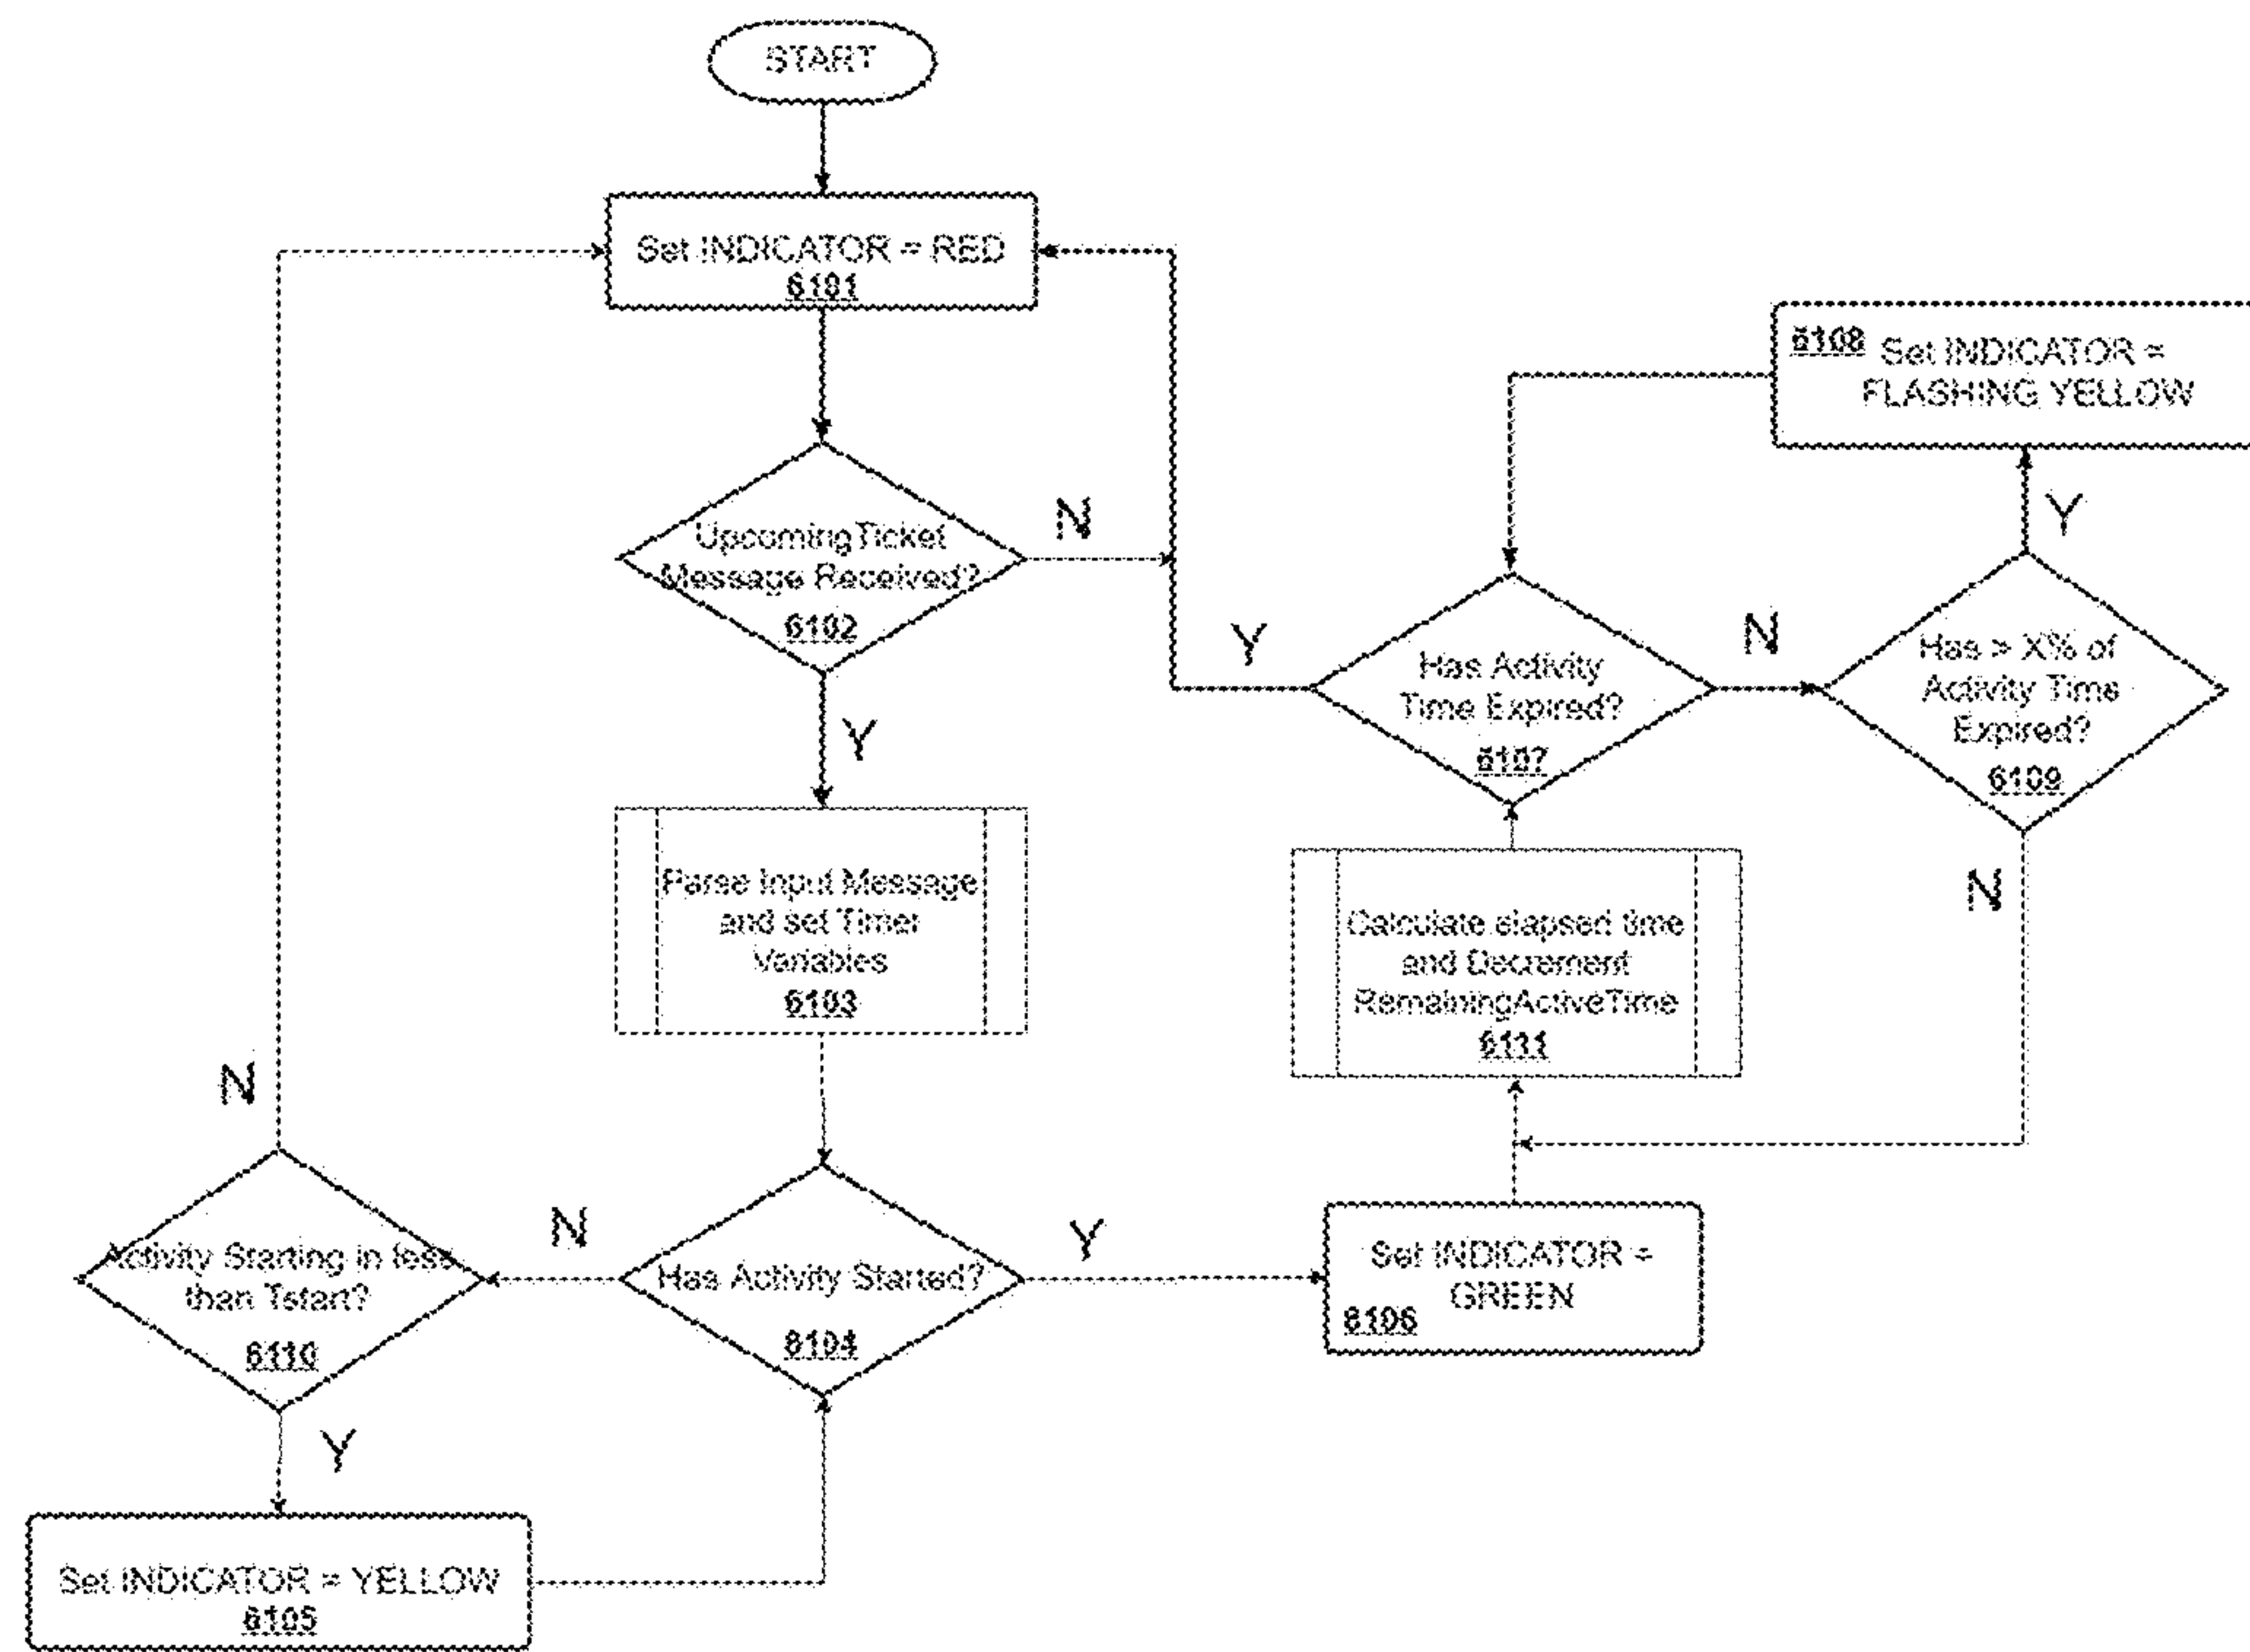 START
Set INDICATOR = RED
6101
UpcomingTicket
Message Received?
6102
N
Y
Parse Input Message
and set Timer
Variables
6103
Has Activity Started?
6104
N
Y
Activity Starting in less
than Tstart?
6110
N
Y
Set INDICATOR = YELLOW
6105
Set INDICATOR =
GREEN
6106
Calculate elapsed time
and Decrement
RemainingActiveTime
6111
Has Activity
Time Expired?
6107
Y
N
Has > X% of
Activity Time
Expired?
6109
Y
N
6108 Set INDICATOR =
FLASHING YELLOW